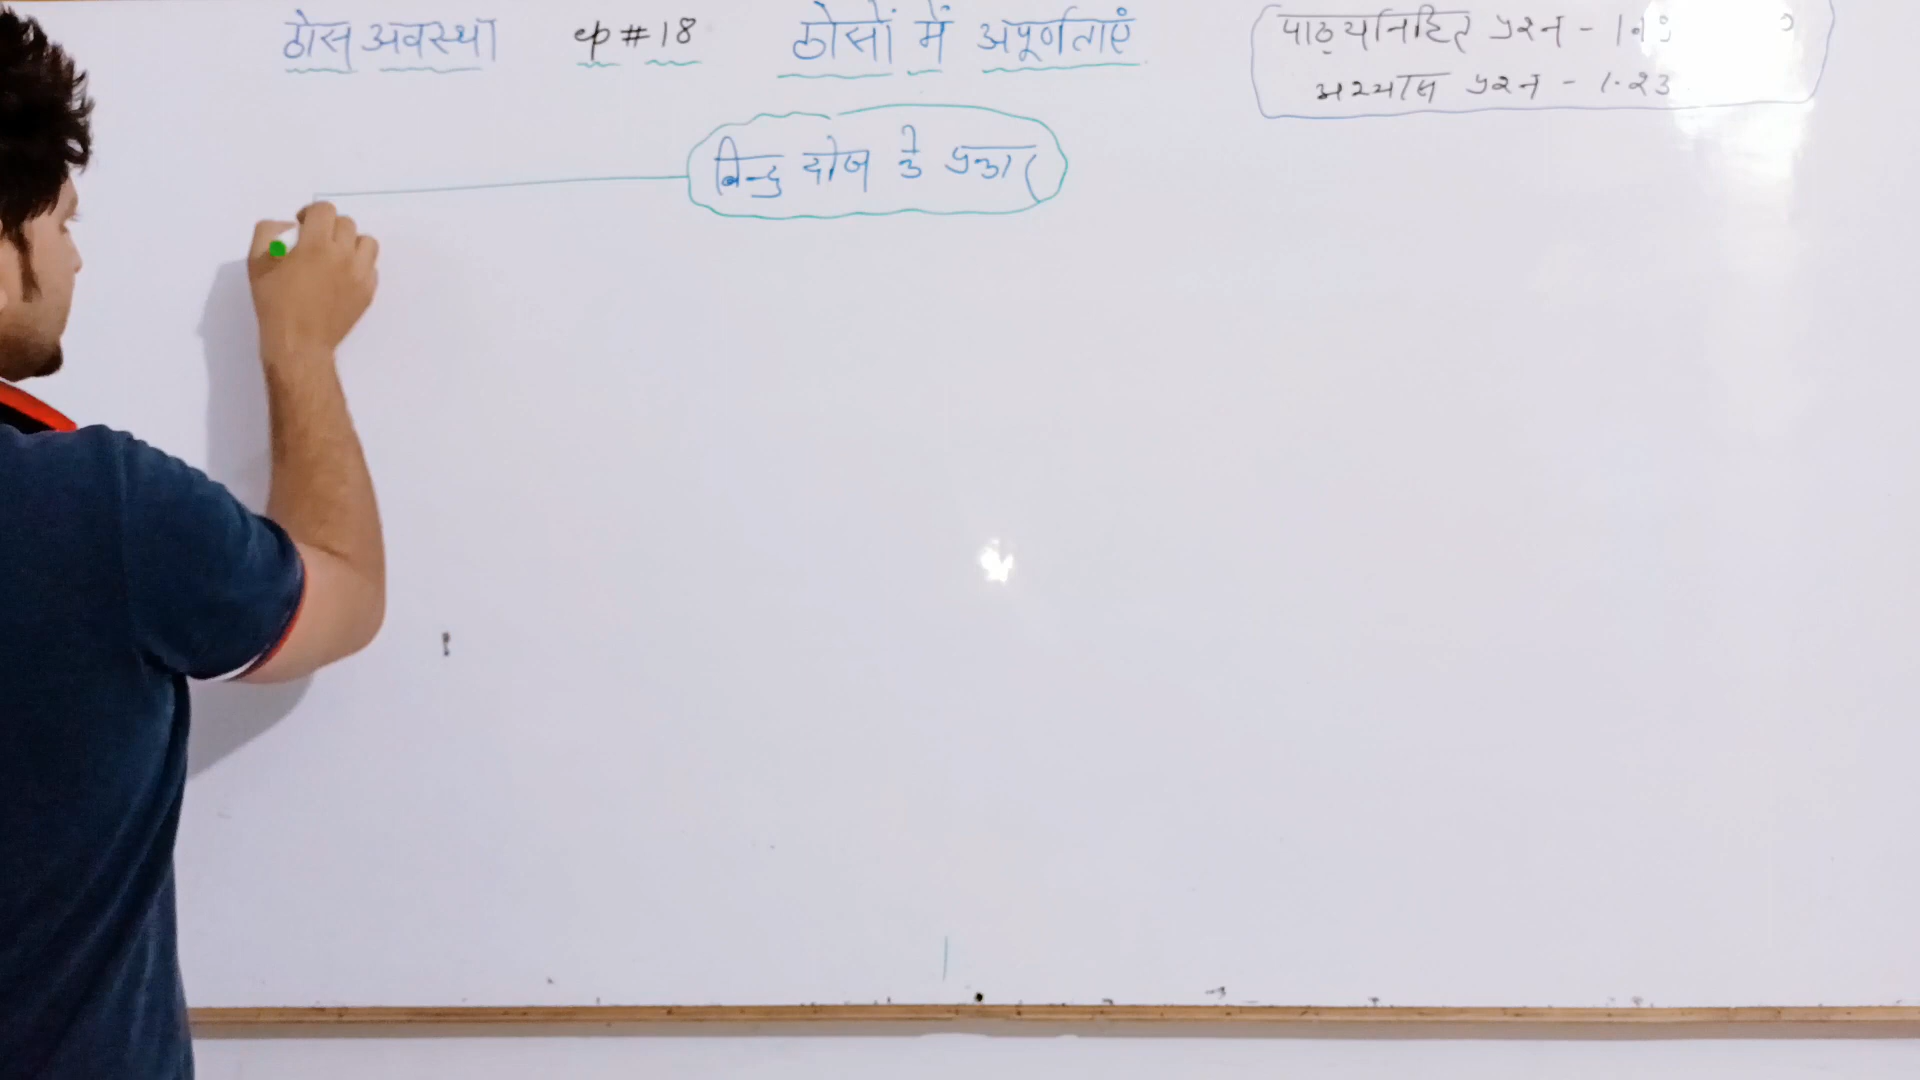 ठोस अवस्था ep # 18 ठोसों में अपूर्णताएं
पाठ्यनिहित प्रश्न -
अभ्यास प्रश्न - 1.23
बिन्दु दोष के प्रकार